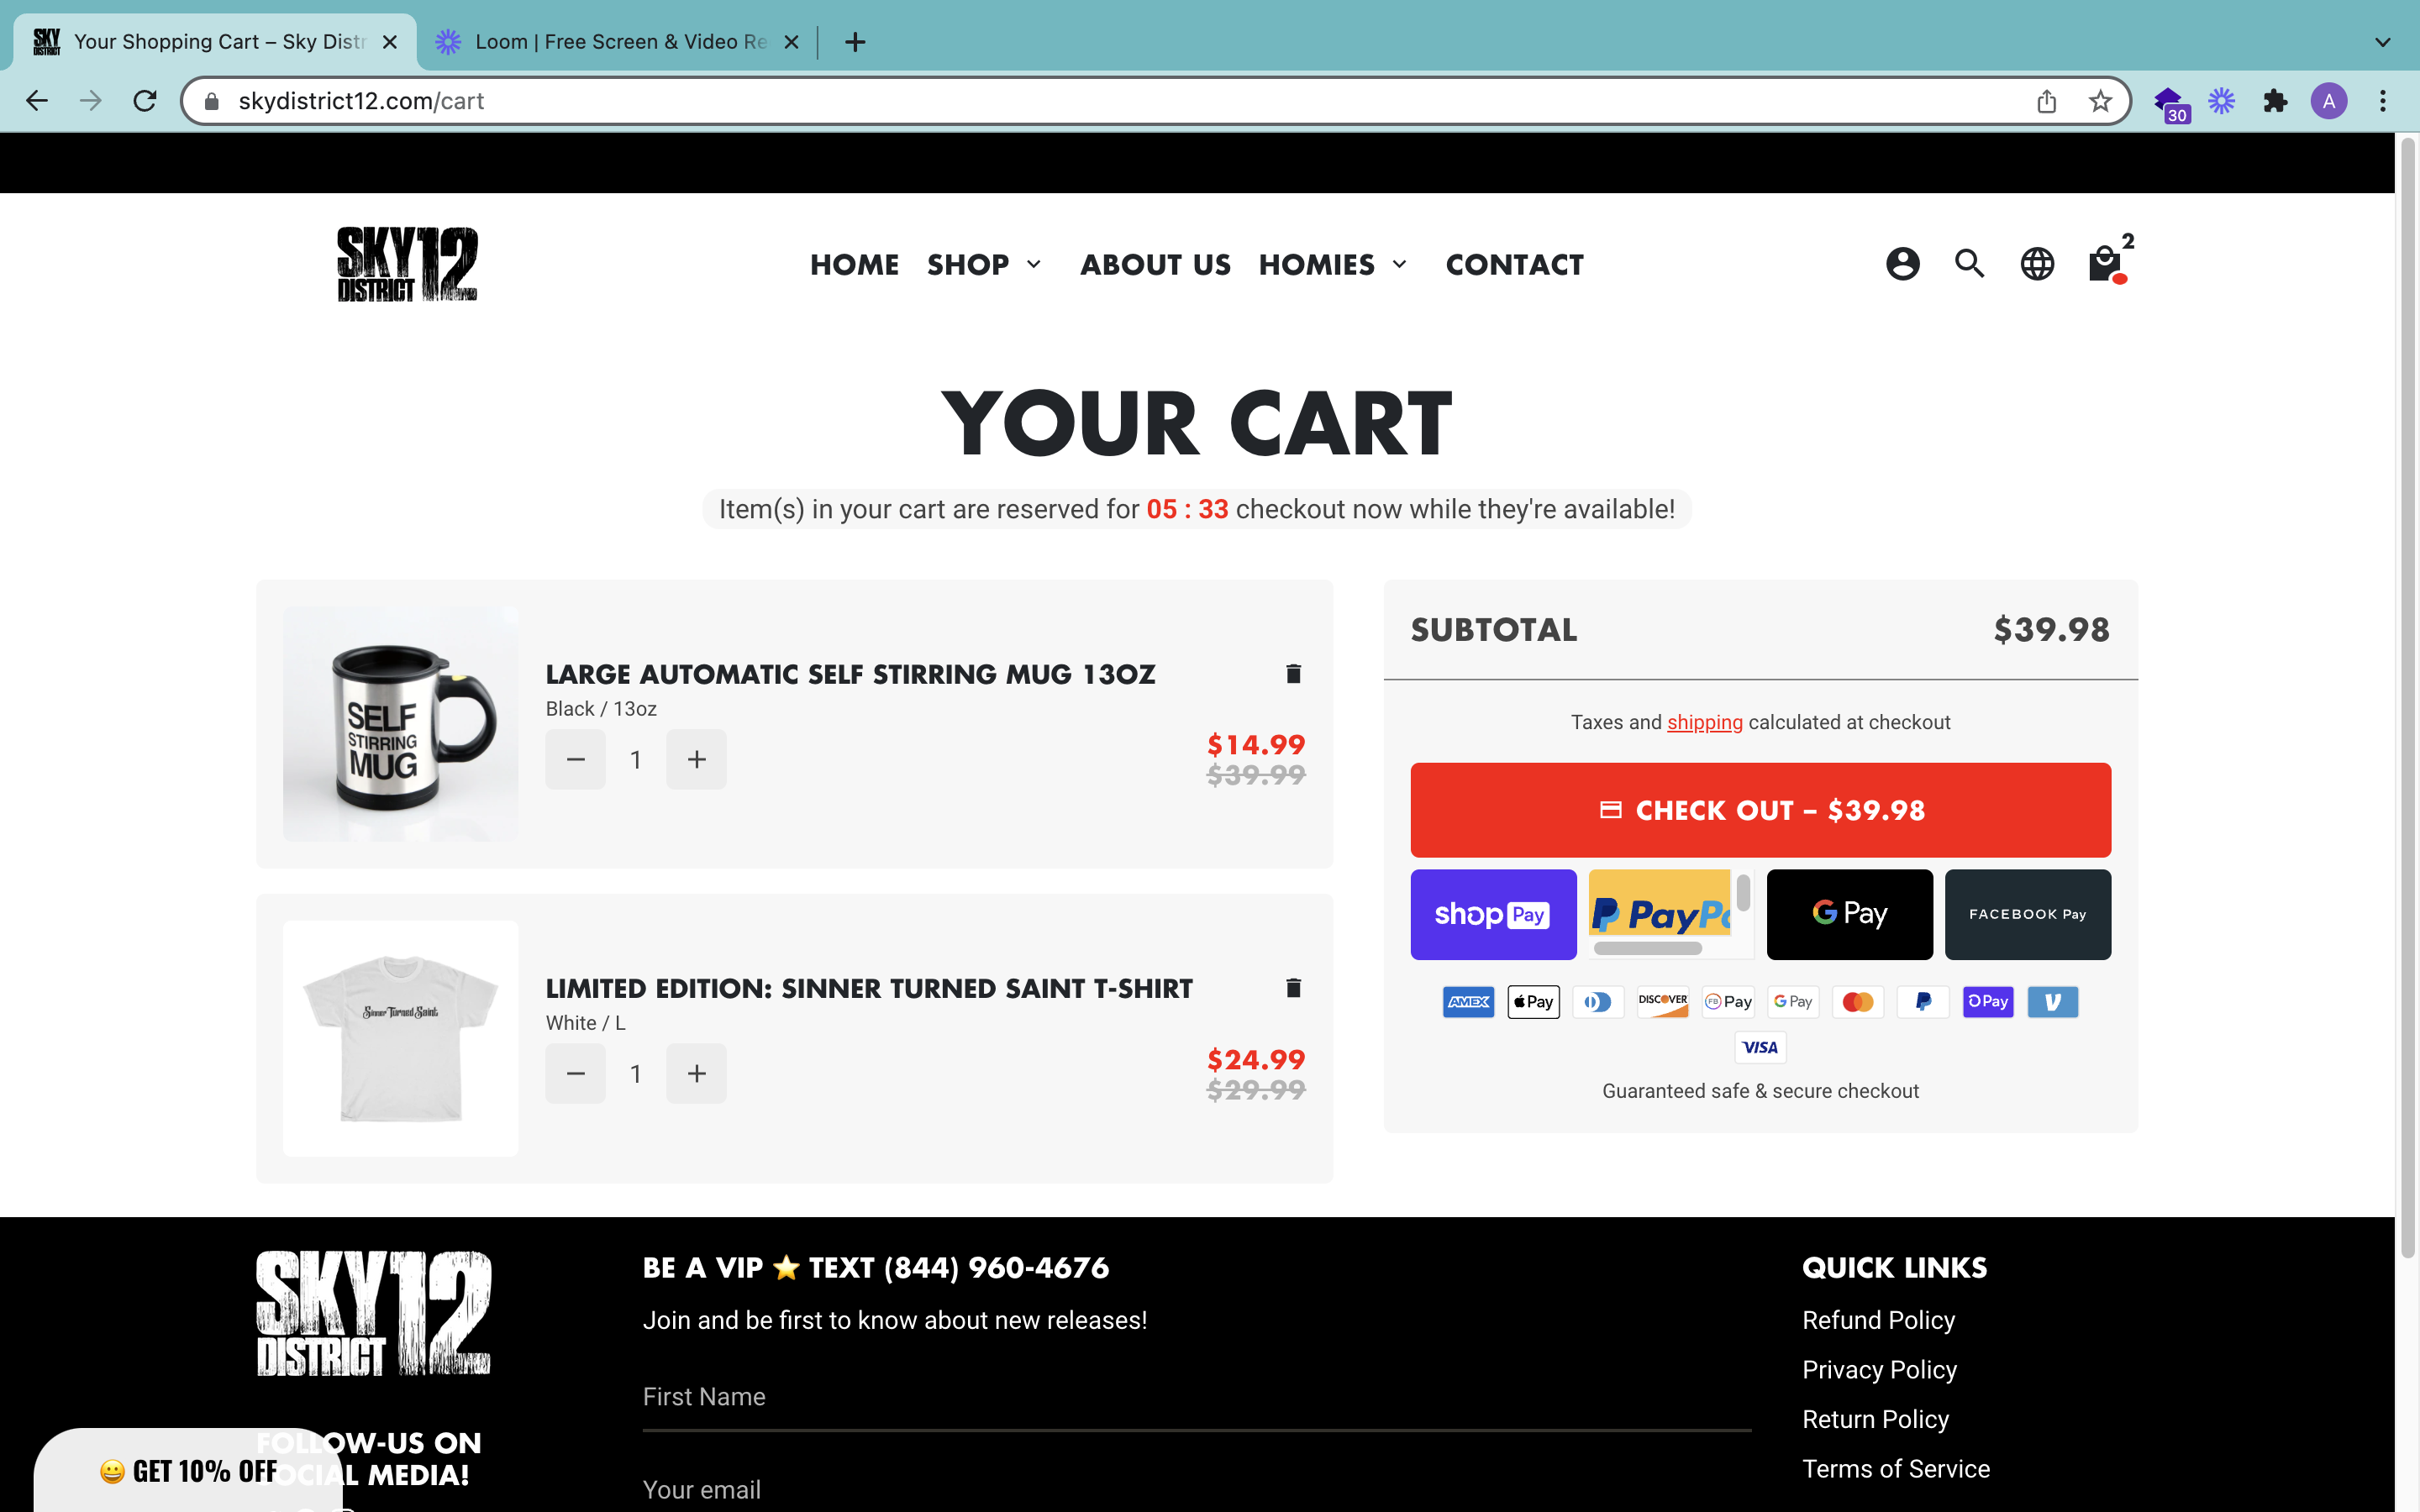 Your Shopping Cart – Sky Distr
Loom | Free Screen & Video Re
skydistrict12.com/cart
30
A
SKY 12
DISTRICT
HOME SHOP ABOUT US HOMIES CONTACT
2
YOUR CART
Item(s) in your cart are reserved for 05 : 33 checkout now while they're available!
SELF
STIRRING
MUG
LARGE AUTOMATIC SELF STIRRING MUG 13OZ
Black / 13oz
1
$14.99
$39.99
Sinner Turned Saint
LIMITED EDITION: SINNER TURNED SAINT T-SHIRT
White / L
1
$24.99
$29.99
SUBTOTAL $39.98
Taxes and shipping calculated at checkout
CHECK OUT – $39.98
shop Pay
PayPa
G Pay
FACEBOOK Pay
AMEX Pay DISCOVER FB Pay G Pay Pay
VISA
Guaranteed safe & secure checkout
SKY 12
DISTRICT
FOLLOW-US ON
SOCIAL MEDIA!
😀 GET 10% OFF
BE A VIP ⭐ TEXT (844) 960-4676
Join and be first to know about new releases!
First Name
Your email
QUICK LINKS
Refund Policy
Privacy Policy
Return Policy
Terms of Service